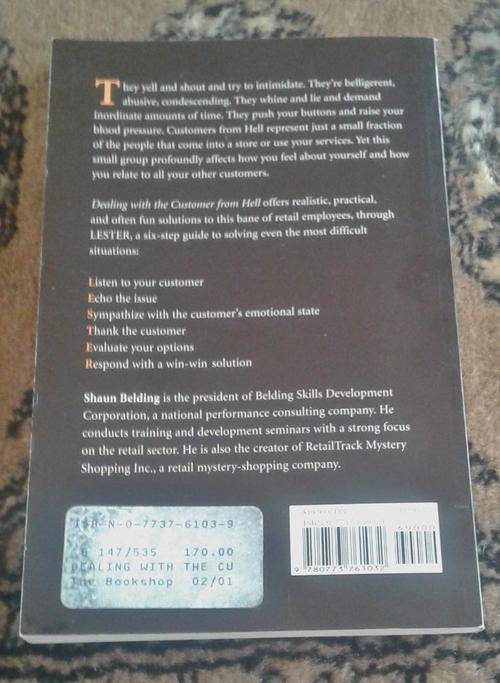 They yell and shout and try to intimidate. They're belligerent,
abusive, condescending. They whine and lie and demand
inordinate amounts of time. They push your buttons and raise your
blood pressure. Customers from Hell represent just a small fraction
of the people that come into a store or use your services. Yet this
small group profoundly affects how you feel about yourself and how
you relate to all your other customers.
Dealing with the Customer from Hell offers realistic, practical,
and often fun solutions to this bane of retail employees, through
LESTER, a six-step guide to solving even the most difficult
situations:
Listen to your customer
Echo the issue
Sympathize with the customer's emotional state
Thank the customer
Evaluate your options
Respond with a win-win solution
Shaun Belding is the president of Belding Skills Development
Corporation, a national performance consulting company. He
conducts training and development seminars with a strong focus
on the retail sector. He is also the creator of RetailTrack Mystery
Shopping Inc., a retail mystery-shopping company.
ISB-N-0-7737-6103-9
147/535 170.00
DEALING WITH THE CU
The Bookshop 02/01
9 780773 761032